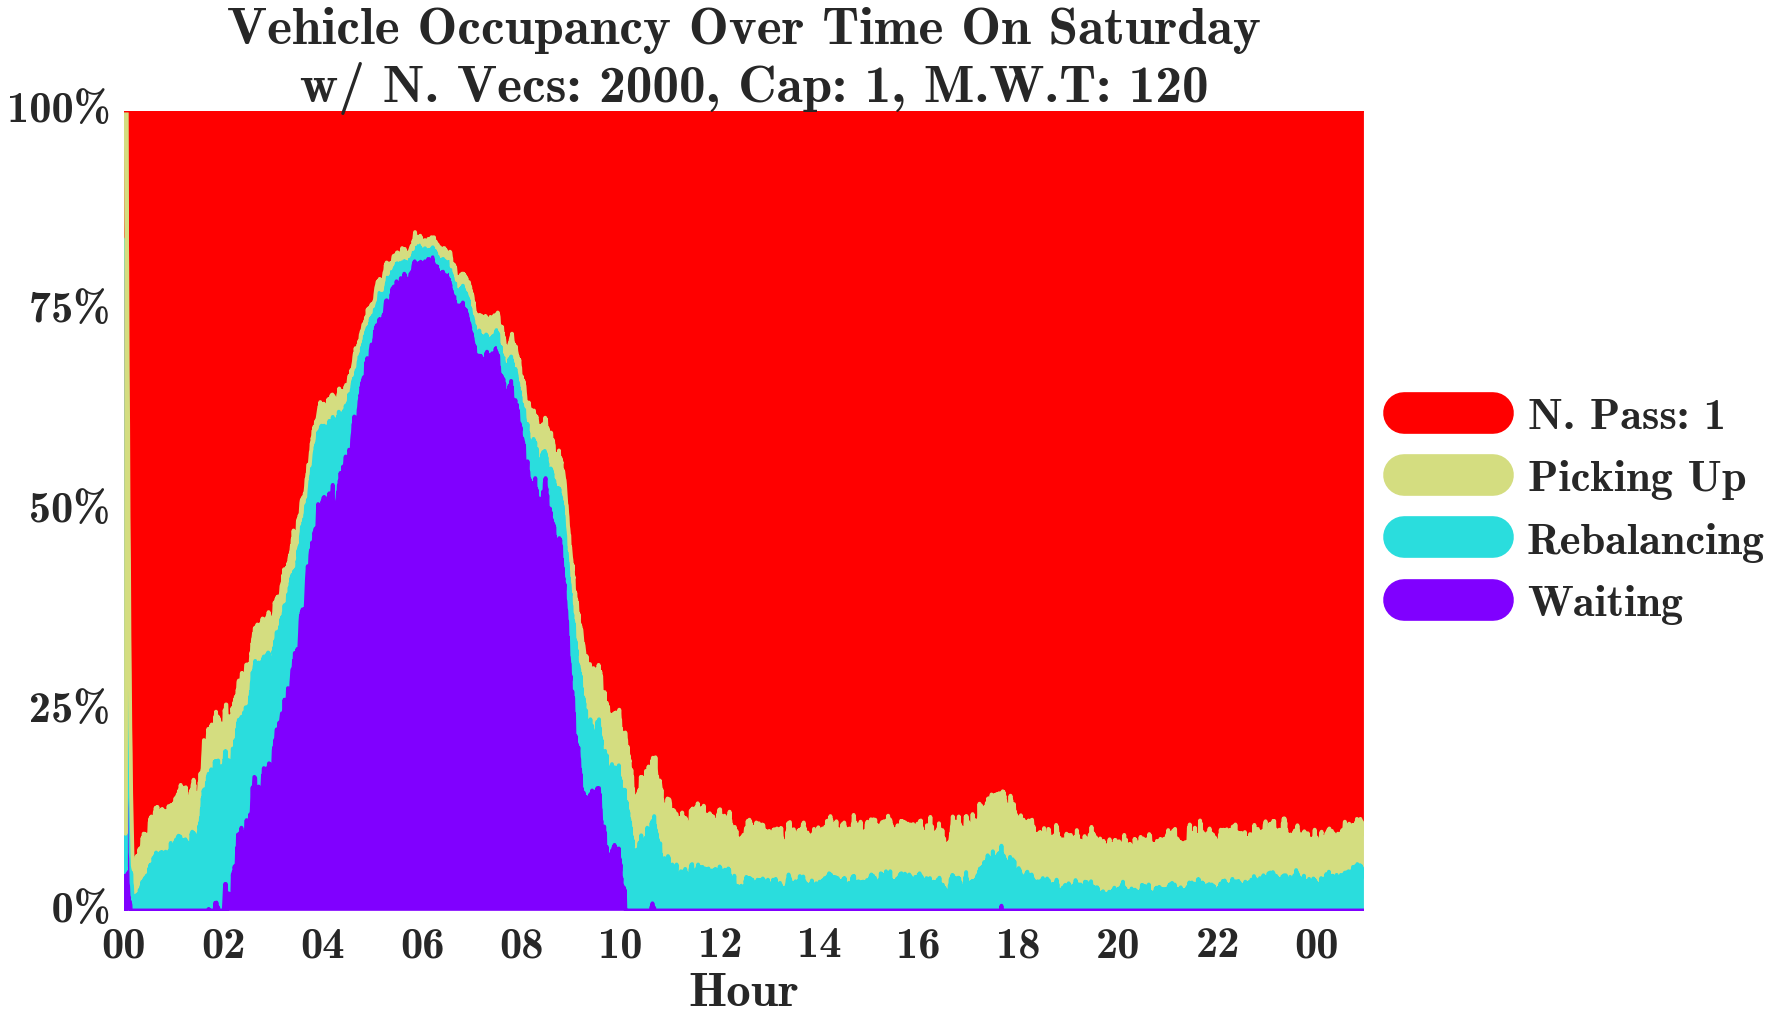 Vehicle Occupancy Over Time On Saturday
w/ N. Vecs: 2000, Cap: 1, M.W.T: 120
100%
75%
50%
25%
0%
00 02 04 06 08 10 12 14 16 18 20 22 00
Hour
N. Pass: 1
Picking Up
Rebalancing
Waiting